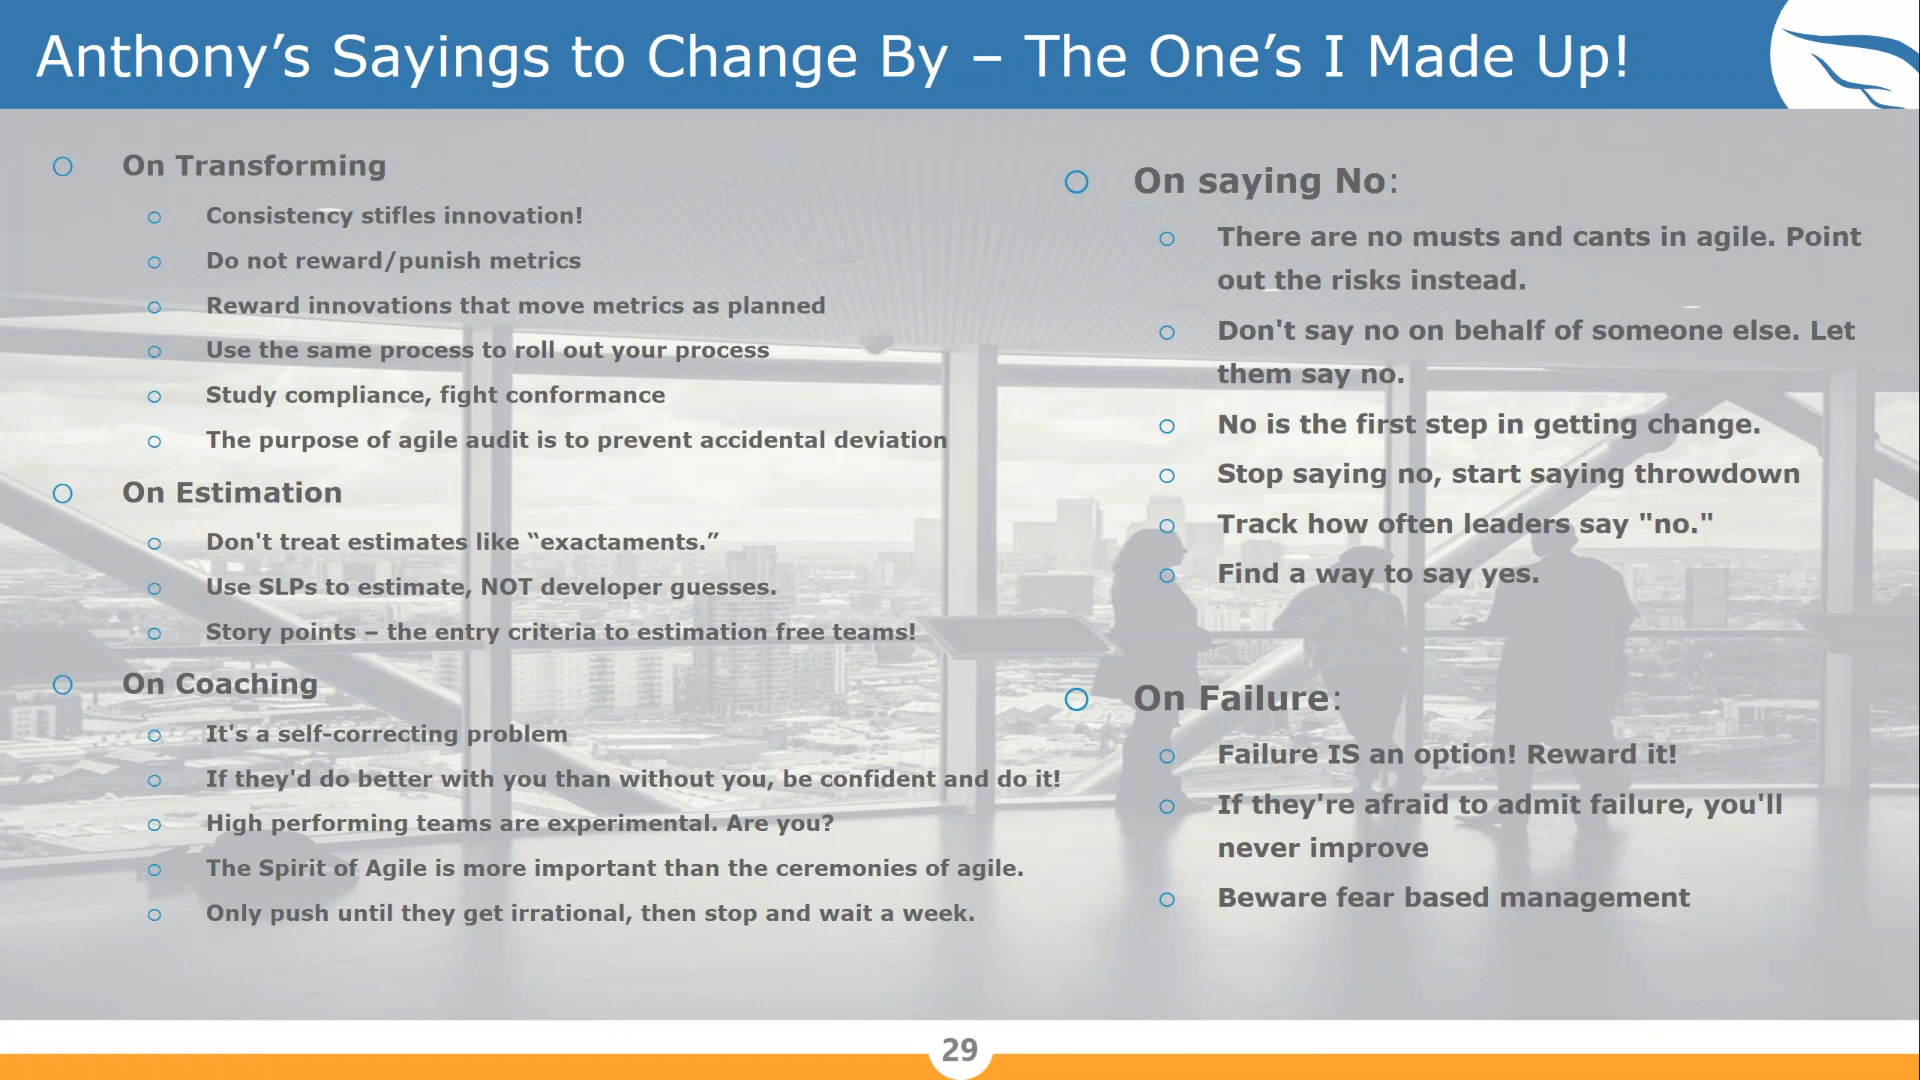 Anthony’s Sayings to Change By – The One’s I Made Up!
On Transforming
Consistency stifles innovation!
Do not reward/punish metrics
Reward innovations that move metrics as planned
Use the same process to roll out your process
Study compliance, fight conformance
The purpose of agile audit is to prevent accidental deviation
On Estimation
Don't treat estimates like “exactaments.”
Use SLPs to estimate, NOT developer guesses.
Story points – the entry criteria to estimation free teams!
On Coaching
It's a self-correcting problem
If they'd do better with you than without you, be confident and do it!
High performing teams are experimental. Are you?
The Spirit of Agile is more important than the ceremonies of agile.
Only push until they get irrational, then stop and wait a week.
On saying No:
There are no musts and cants in agile. Point
out the risks instead.
Don't say no on behalf of someone else. Let
them say no.
No is the first step in getting change.
Stop saying no, start saying throwdown
Track how often leaders say "no."
Find a way to say yes.
On Failure:
Failure IS an option! Reward it!
If they're afraid to admit failure, you'll
never improve
Beware fear based management
29